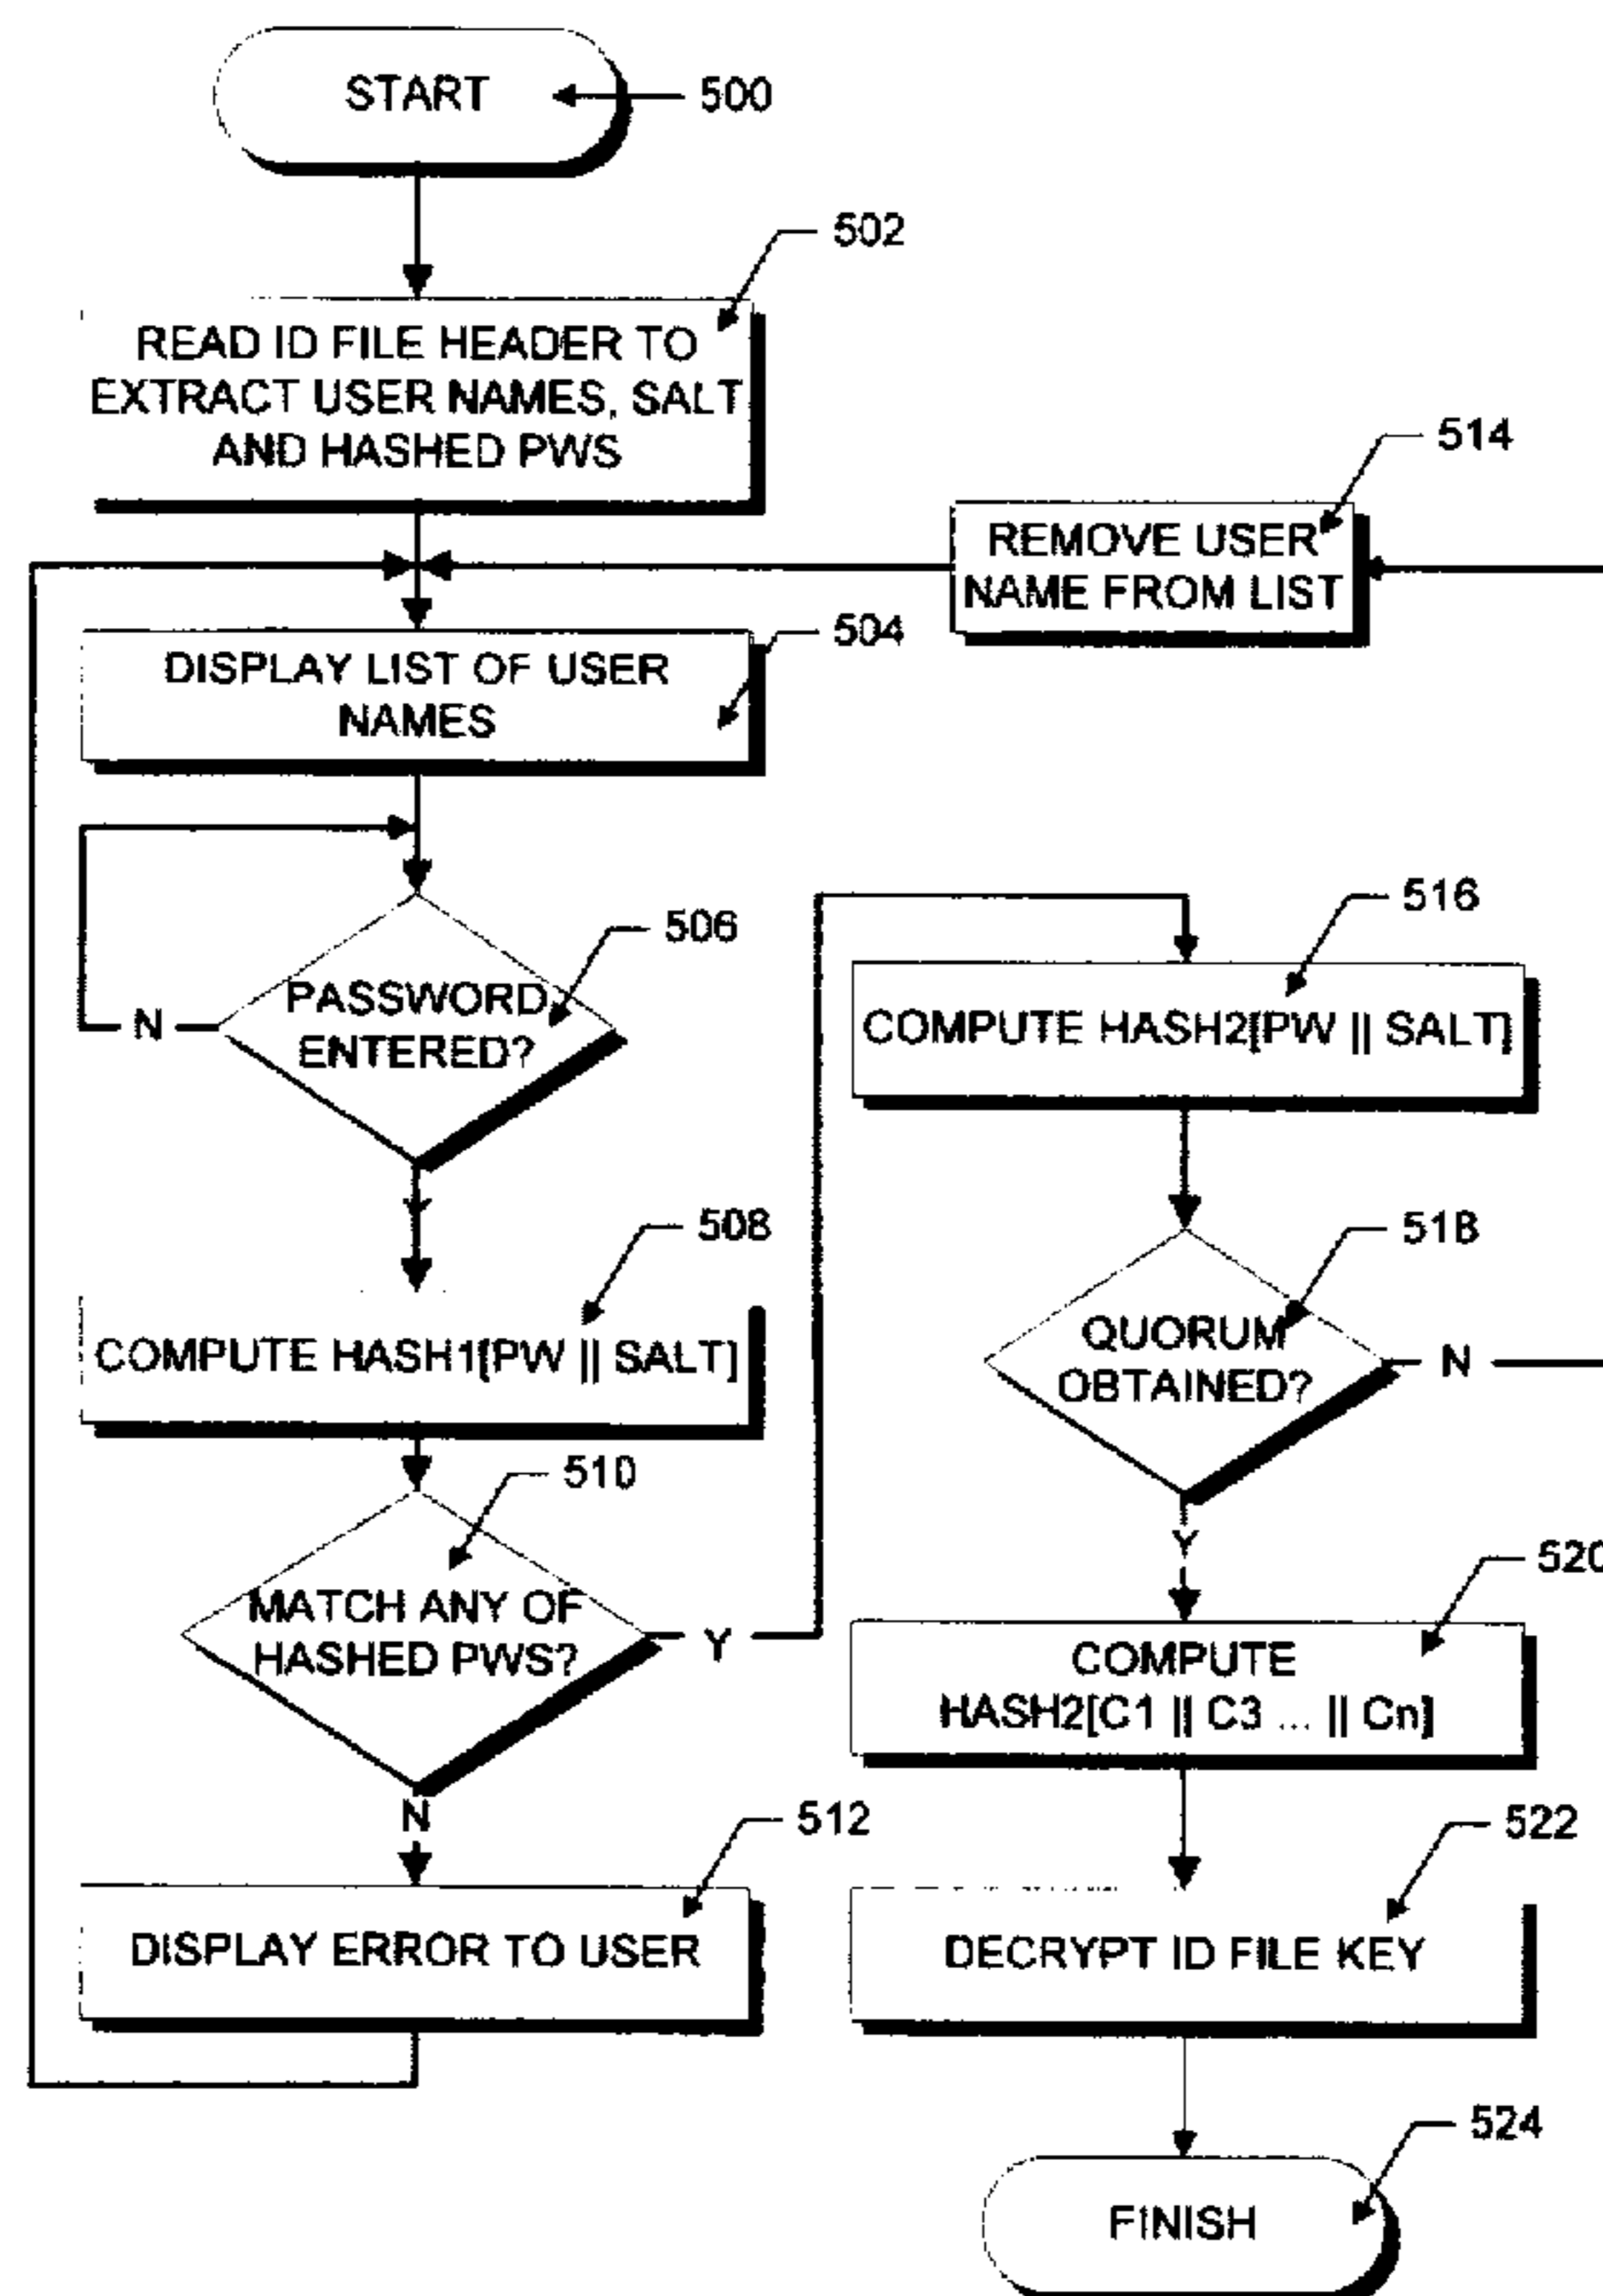 START
500
502
READ ID FILE HEADER TO
EXTRACT USER NAMES, SALT
AND HASHED PWS
514
REMOVE USER
NAME FROM LIST
504
DISPLAY LIST OF USER
NAMES
506
PASSWORD
ENTERED?
N
Y
508
COMPUTE HASH1[PW || SALT]
510
MATCH ANY OF
HASHED PWS?
Y
N
512
DISPLAY ERROR TO USER
516
COMPUTE HASH2[PW || SALT]
518
QUORUM
OBTAINED?
N
Y
520
COMPUTE
HASH2[C1 || C3 ... || Cn]
522
DECRYPT ID FILE KEY
524
FINISH